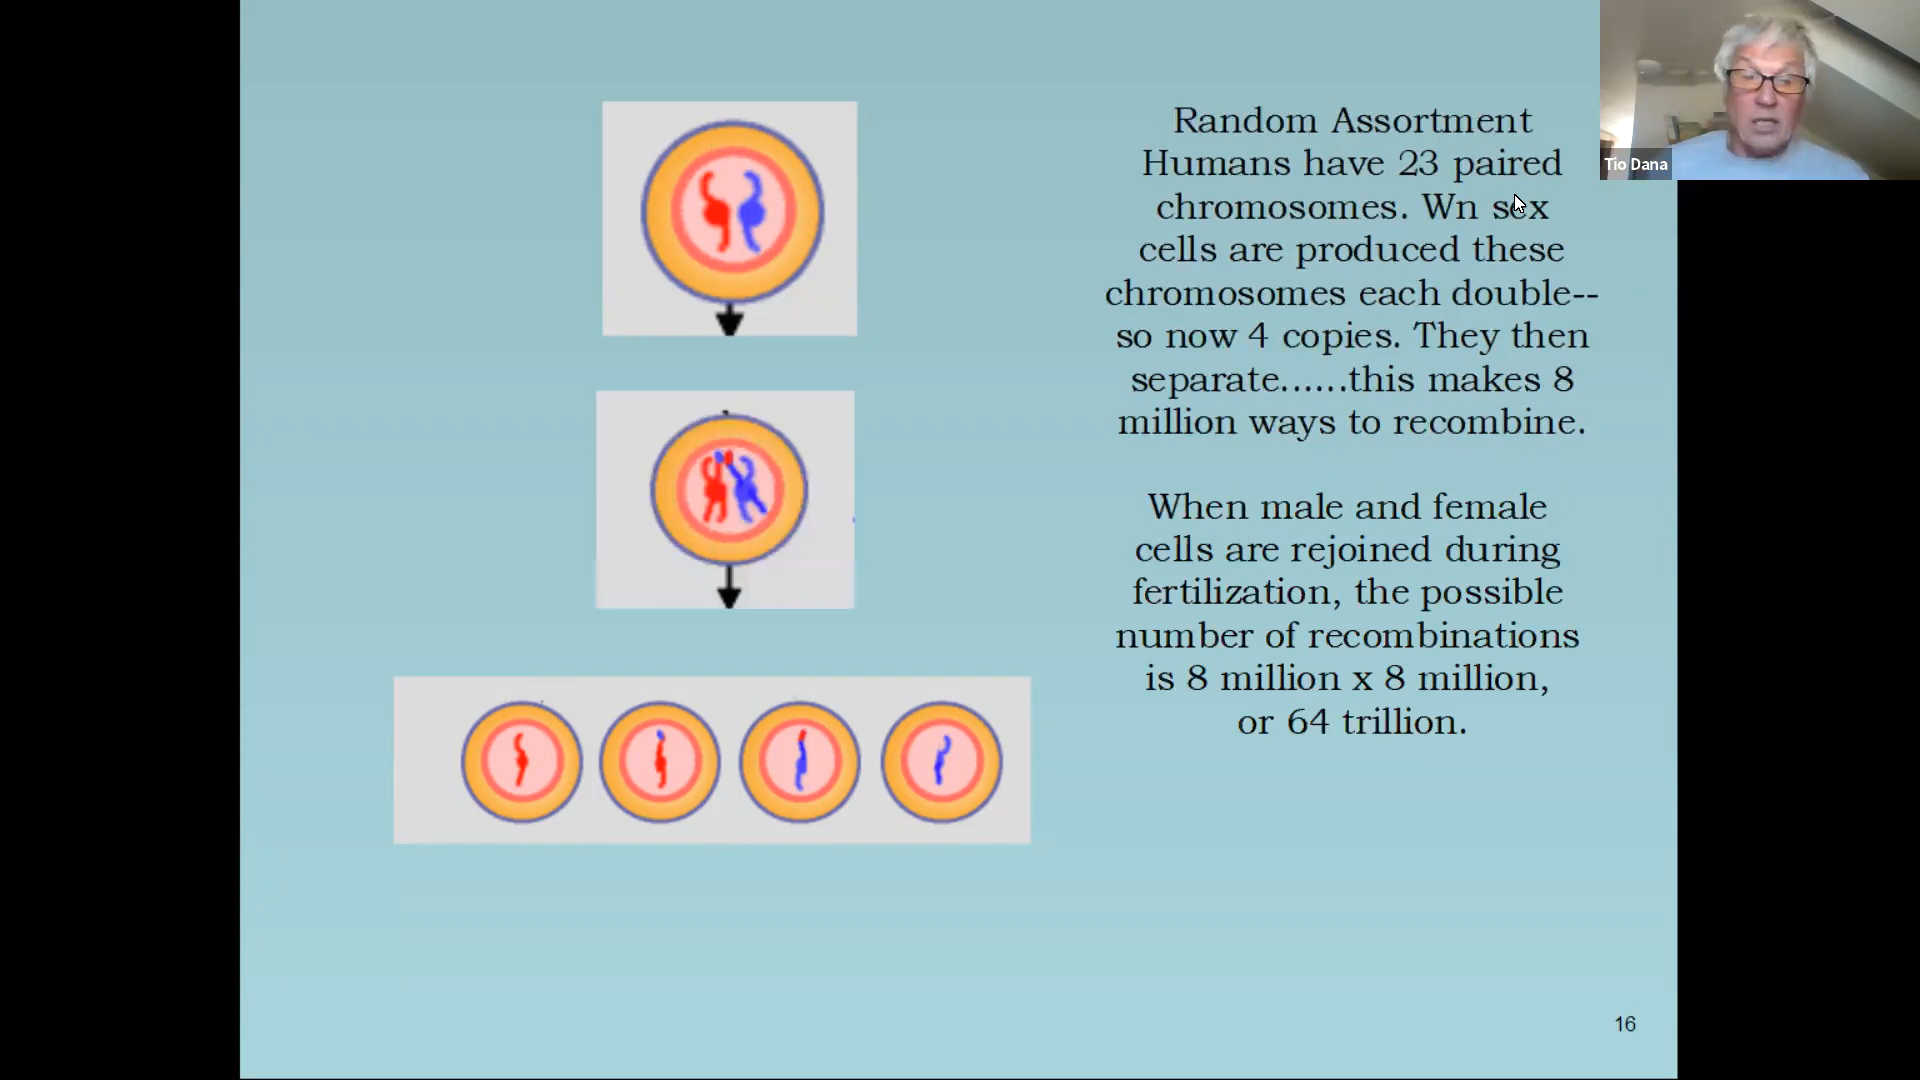 Random Assortment
Humans have 23 paired
chromosomes. Wn sex
cells are produced these
chromosomes each double--
so now 4 copies. They then
separate......this makes 8
million ways to recombine.
When male and female
cells are rejoined during
fertilization, the possible
number of recombinations
is 8 million x 8 million,
or 64 trillion.
Tio Dana
16